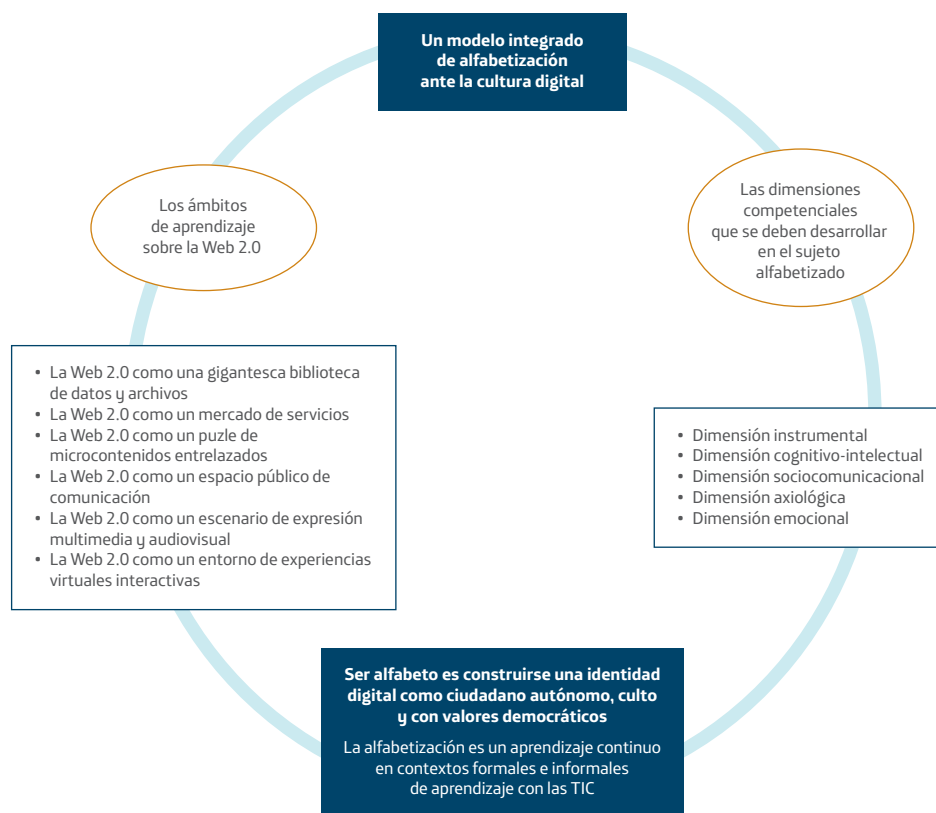 Un modelo integrado
de alfabetización
ante la cultura digital
Los ámbitos
de aprendizaje
sobre la Web 2.0
Las dimensiones
competenciales
que se deben desarrollar
en el sujeto
alfabetizado
• La Web 2.0 como una gigantesca biblioteca
de datos y archivos
• La Web 2.0 como un mercado de servicios
• La Web 2.0 como un puzle de
microcontenidos entrelazados
• La Web 2.0 como un espacio público de
comunicación
• La Web 2.0 como un escenario de expresión
multimedia y audiovisual
• La Web 2.0 como un entorno de experiencias
virtuales interactivas
• Dimensión instrumental
• Dimensión cognitivo-intelectual
• Dimensión sociocomunicacional
• Dimensión axiológica
• Dimensión emocional
Ser alfabeto es construirse una identidad
digital como ciudadano autónomo, culto
y con valores democráticos
La alfabetización es un aprendizaje continuo
en contextos formales e informales
de aprendizaje con las TIC